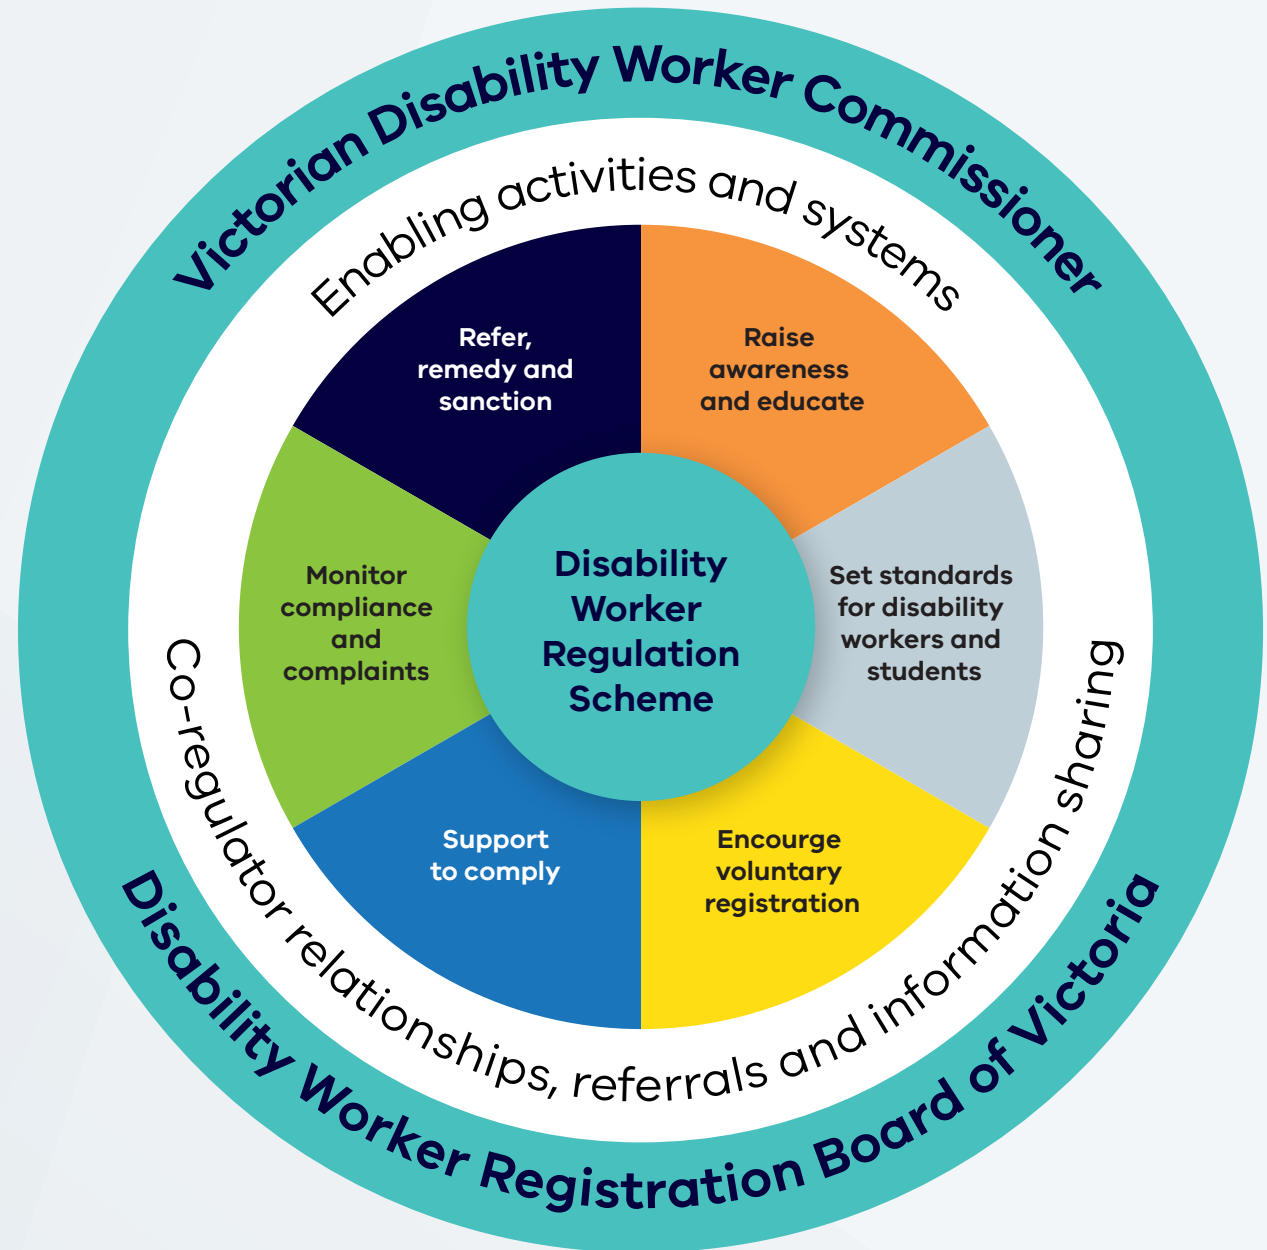 Victorian Disability Worker Commissioner
Enabling activities and systems
Refer,
remedy and
sanction
Raise
awareness
and educate
Monitor
compliance
and
complaints
Disability
Worker
Regulation
Scheme
Set standards
for disability
workers and
students
Support
to comply
Encourge
voluntary
registration
Co-regulator relationships, referrals and information sharing
Disability Worker Registration Board of Victoria